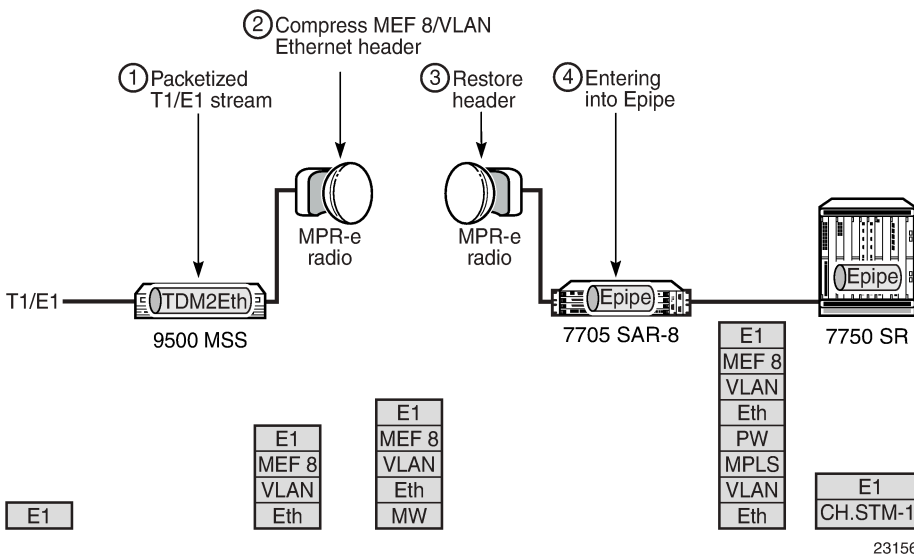 2 Compress MEF 8/VLAN
Ethernet header
1 Packetized
T1/E1 stream
3 Restore
header
4 Entering
into Epipe
MPR-e
radio
MPR-e
radio
T1/E1
TDM2Eth
Epipe
Epipe
9500 MSS
7705 SAR-8
7750 SR
E1
E1
MEF 8
VLAN
Eth
E1
MEF 8
VLAN
Eth
MW
E1
MEF 8
VLAN
Eth
PW
MPLS
VLAN
Eth
E1
CH.STM-1
23156